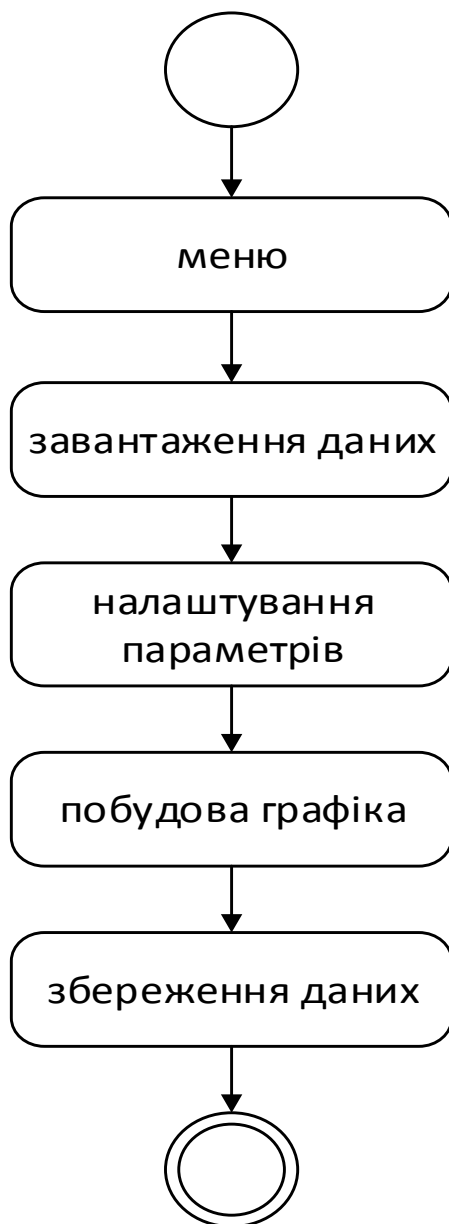 меню
завантаження даних
налаштування
параметрів
побудова графіка
збереження даних